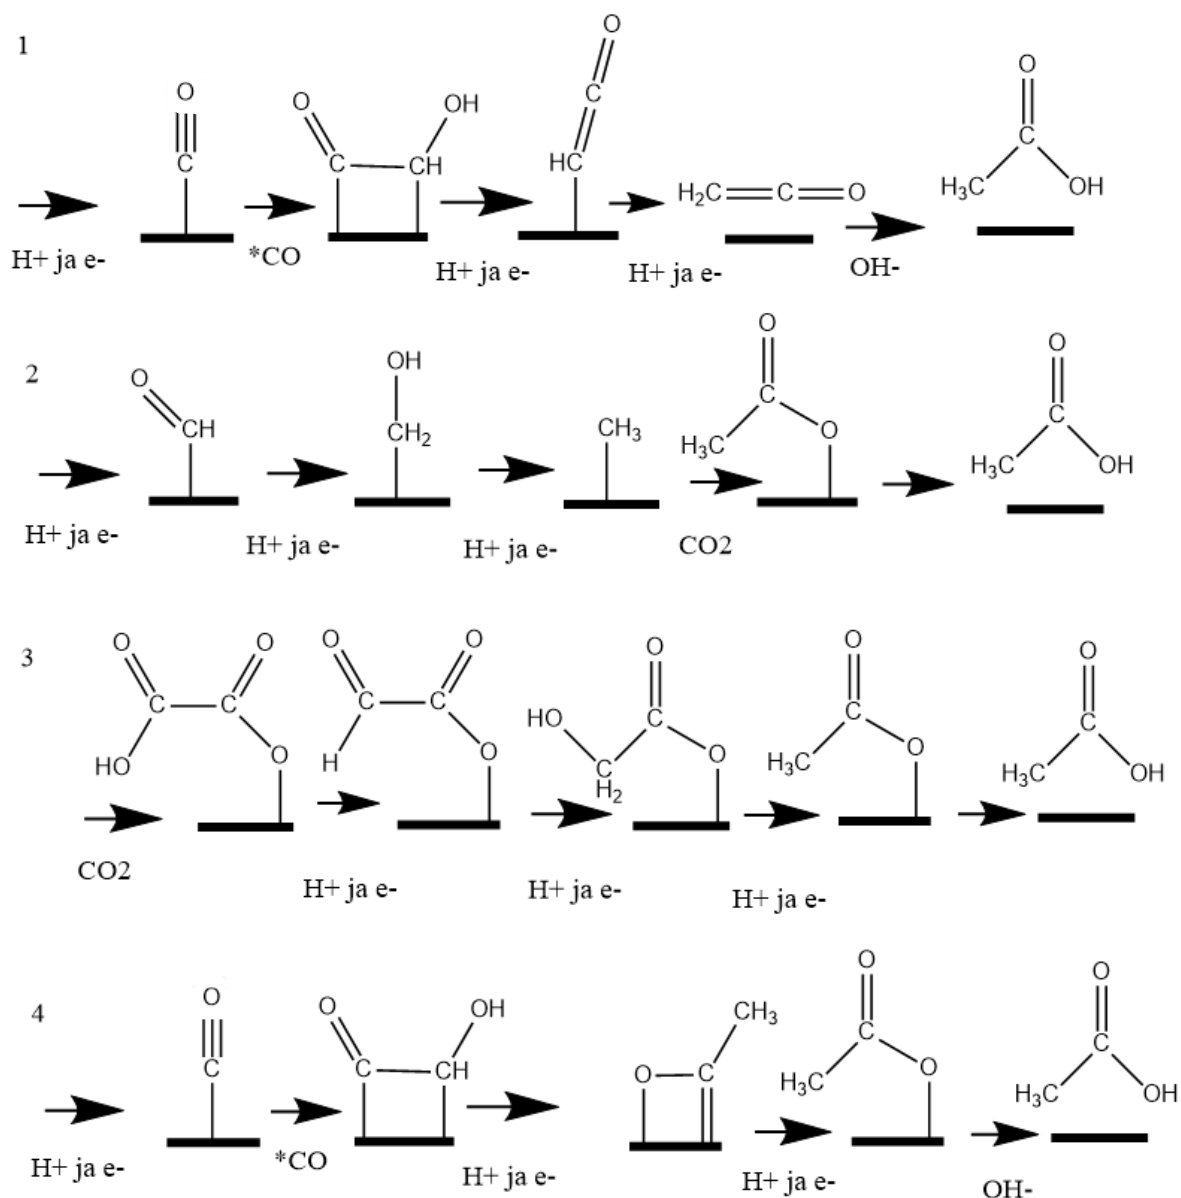 1
O
C
O
C
CH
OH
O
C
HC
H₂C
C
O
O
C
H₃C
OH
H+ ja e-
*CO
H+ ja e-
H+ ja e-
OH-
2
O
CH
OH
CH₂
CH₃
O
C
H₃C
O
O
C
H₃C
OH
H+ ja e-
H+ ja e-
H+ ja e-
CO2
3
O
O
C
C
HO
O
O
O
C
C
H
O
O
HO
C
C
H₂
O
O
C
H₃C
O
O
C
H₃C
OH
CO2
H+ ja e-
H+ ja e-
H+ ja e-
4
O
C
O
C
CH
OH
O
C
CH₃
O
C
H₃C
O
O
C
H₃C
OH
H+ ja e-
*CO
H+ ja e-
H+ ja e-
OH-